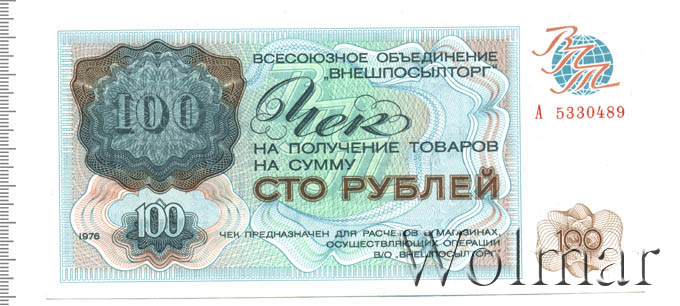 ВСЕСОЮЗНОЕ ОБЪЕДИНЕНИЕ
„ВНЕШПОСЫЛТОРГ"
ВПТ
100
Чек
А 5330489
НА ПОЛУЧЕНИЕ ТОВАРОВ
НА СУММУ
СТО РУБЛЕЙ
1976
100
ЧЕК ПРЕДНАЗНАЧЕН ДЛЯ РАСЧЕТОВ В МАГАЗИНАХ,
ОСУЩЕСТВЛЯЮЩИХ ОПЕРАЦИИ
В/О „ВНЕШПОСЫЛТОРГ"
100
Wolmar